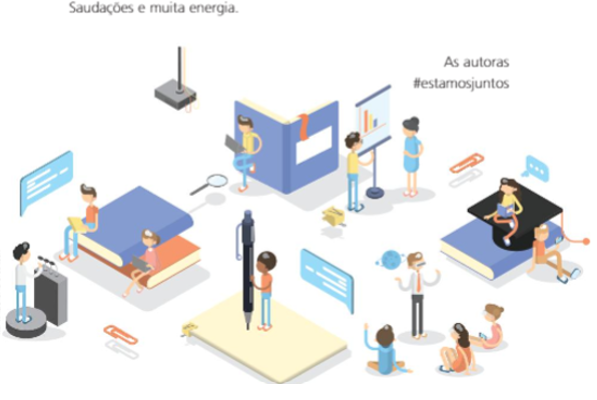 Saudações e muita energia.
As autoras
#estamosjuntos